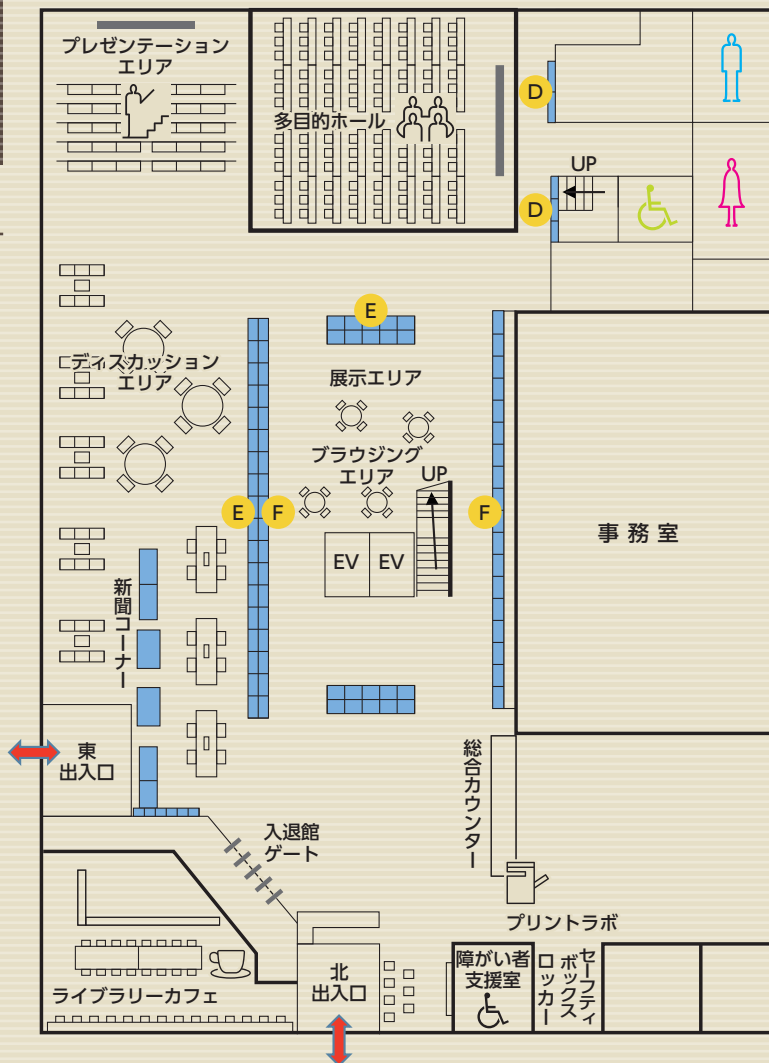 プレゼンテーション
エリア
多目的ホール
D
UP
D
E
ディスカッション
エリア
展示エリア
ブラウジング
エリア
UP
E
F
F
EV
EV
事務室
新聞コーナー
東
出入口
総合カウンター
入退館
ゲート
プリントラボ
ライブラリーカフェ
北
出入口
障がい者
支援室
セーフティ
ボックス
ロッカー